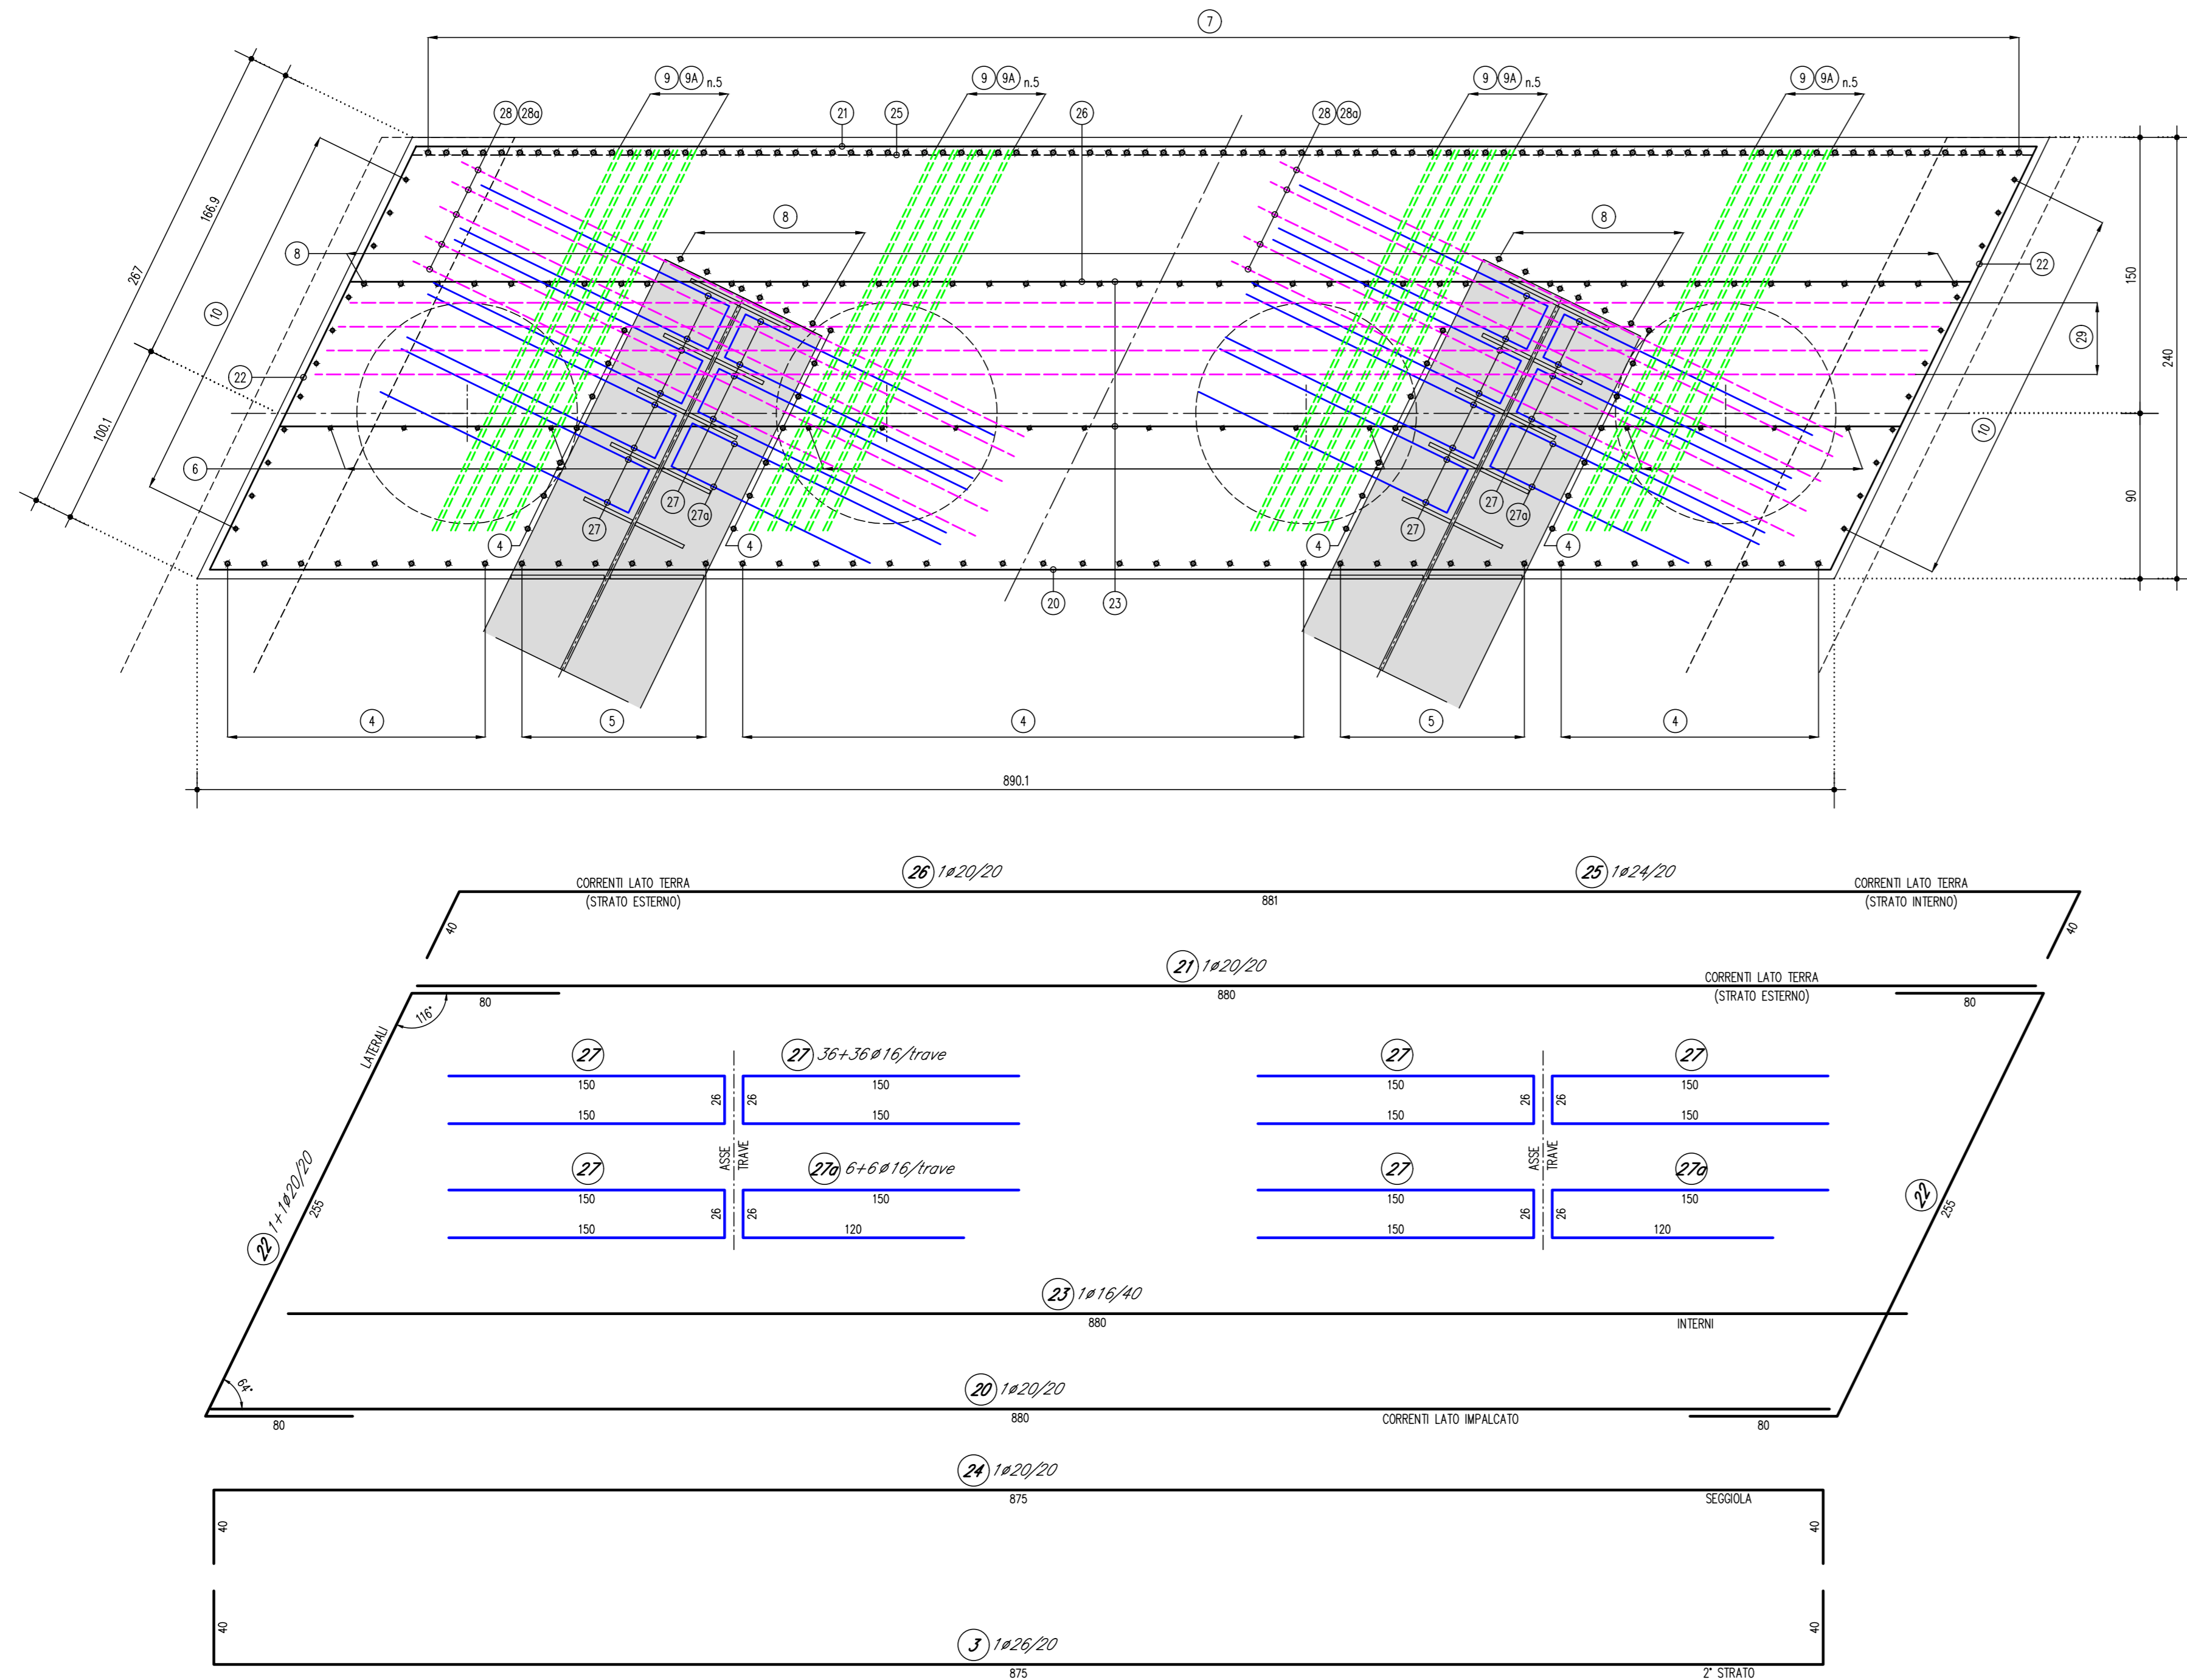 7
9 9A n.5
9 9A n.5
9 9A n.5
9 9A n.5
28 28a
21
25
26
28 28a
166.9
267
10
8
8
8
22
150
240
29
22
100.1
6
10
90
27
27a
27
27
27a
27
4
4
4
4
20
23
4
5
4
5
4
890.1
26 1ø20/20
25 1ø24/20
CORRENTI LATO TERRA
(STRATO ESTERNO)
881
CORRENTI LATO TERRA
(STRATO INTERNO)
40
40
21 1ø20/20
880
CORRENTI LATO TERRA
(STRATO ESTERNO)
80
80
116°
LATERALI
27
27 36+36ø16/trave
27
27
150
150
150
150
26
26
26
26
150
150
150
150
ASSE
TRAVE
ASSE
TRAVE
27
27a 6+6ø16/trave
27
27a
150
150
150
150
26
26
26
26
150
120
150
120
22 1+1ø20/20
255
22
255
23 1ø16/40
880
INTERNI
64°
20 1ø20/20
880
CORRENTI LATO IMPALCATO
80
80
24 1ø20/20
875
SEGGIOLA
40
40
40
40
3 1ø26/20
875
2° STRATO